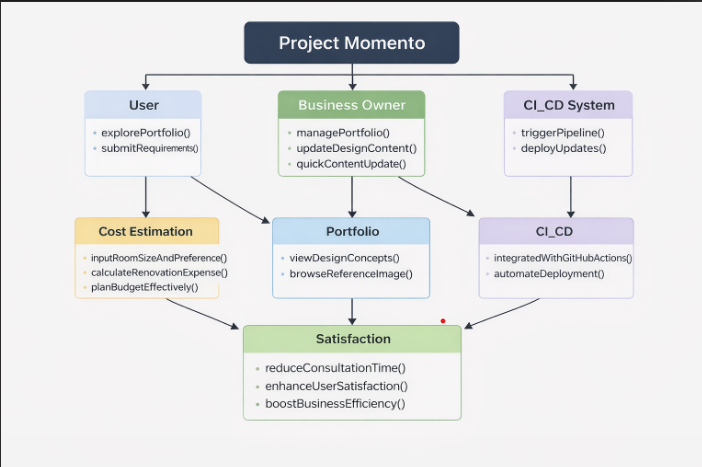 Project Momento
User
explorePortfolio()
submitRequirements()
Business Owner
managePortfolio()
updateDesignContent()
quickContentUpdate()
CI_CD System
triggerPipeline()
deployUpdates()
Cost Estimation
inputRoomSizeAndPreference()
calculateRenovationExpense()
planBudgetEffectively()
Portfolio
viewDesignConcepts()
browseReferenceImage()
CI_CD
integratedWithGitHubActions()
automateDeployment()
Satisfaction
reduceConsultationTime()
enhanceUserSatisfaction()
boostBusinessEfficiency()